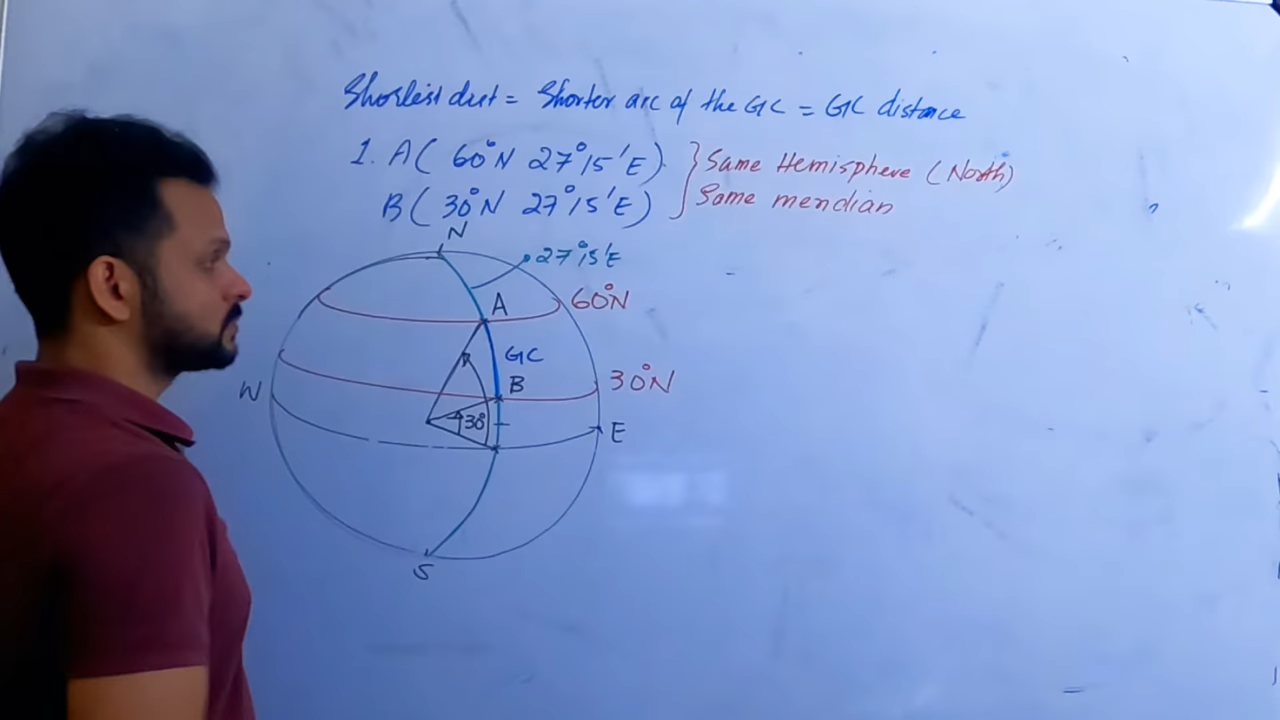 Shortest dist = Shorter arc of the GC = GC distance
1. A( 60°N 27°15'E) } Same Hemisphere (North)
B( 30°N 27°15'E) Same meridian
N
27°15'E
A 60°N
GC
B 30°N
W
30°
E
S